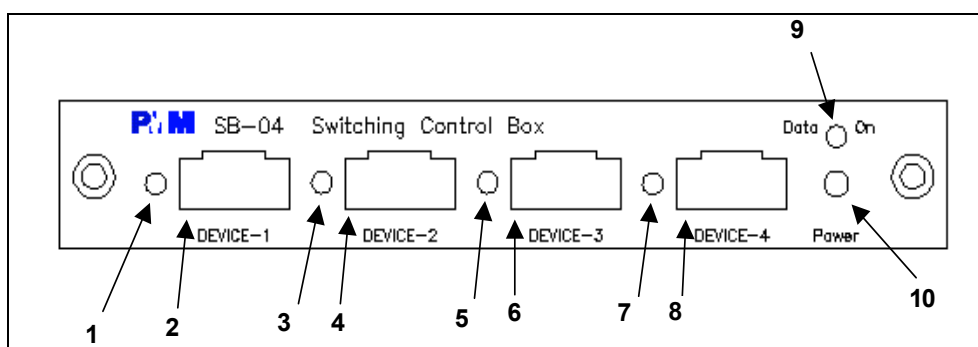 9
SB-04 Switching Control Box
Data On
DEVICE-1 DEVICE-2 DEVICE-3 DEVICE-4 Power
1 2 3 4 5 6 7 8 10